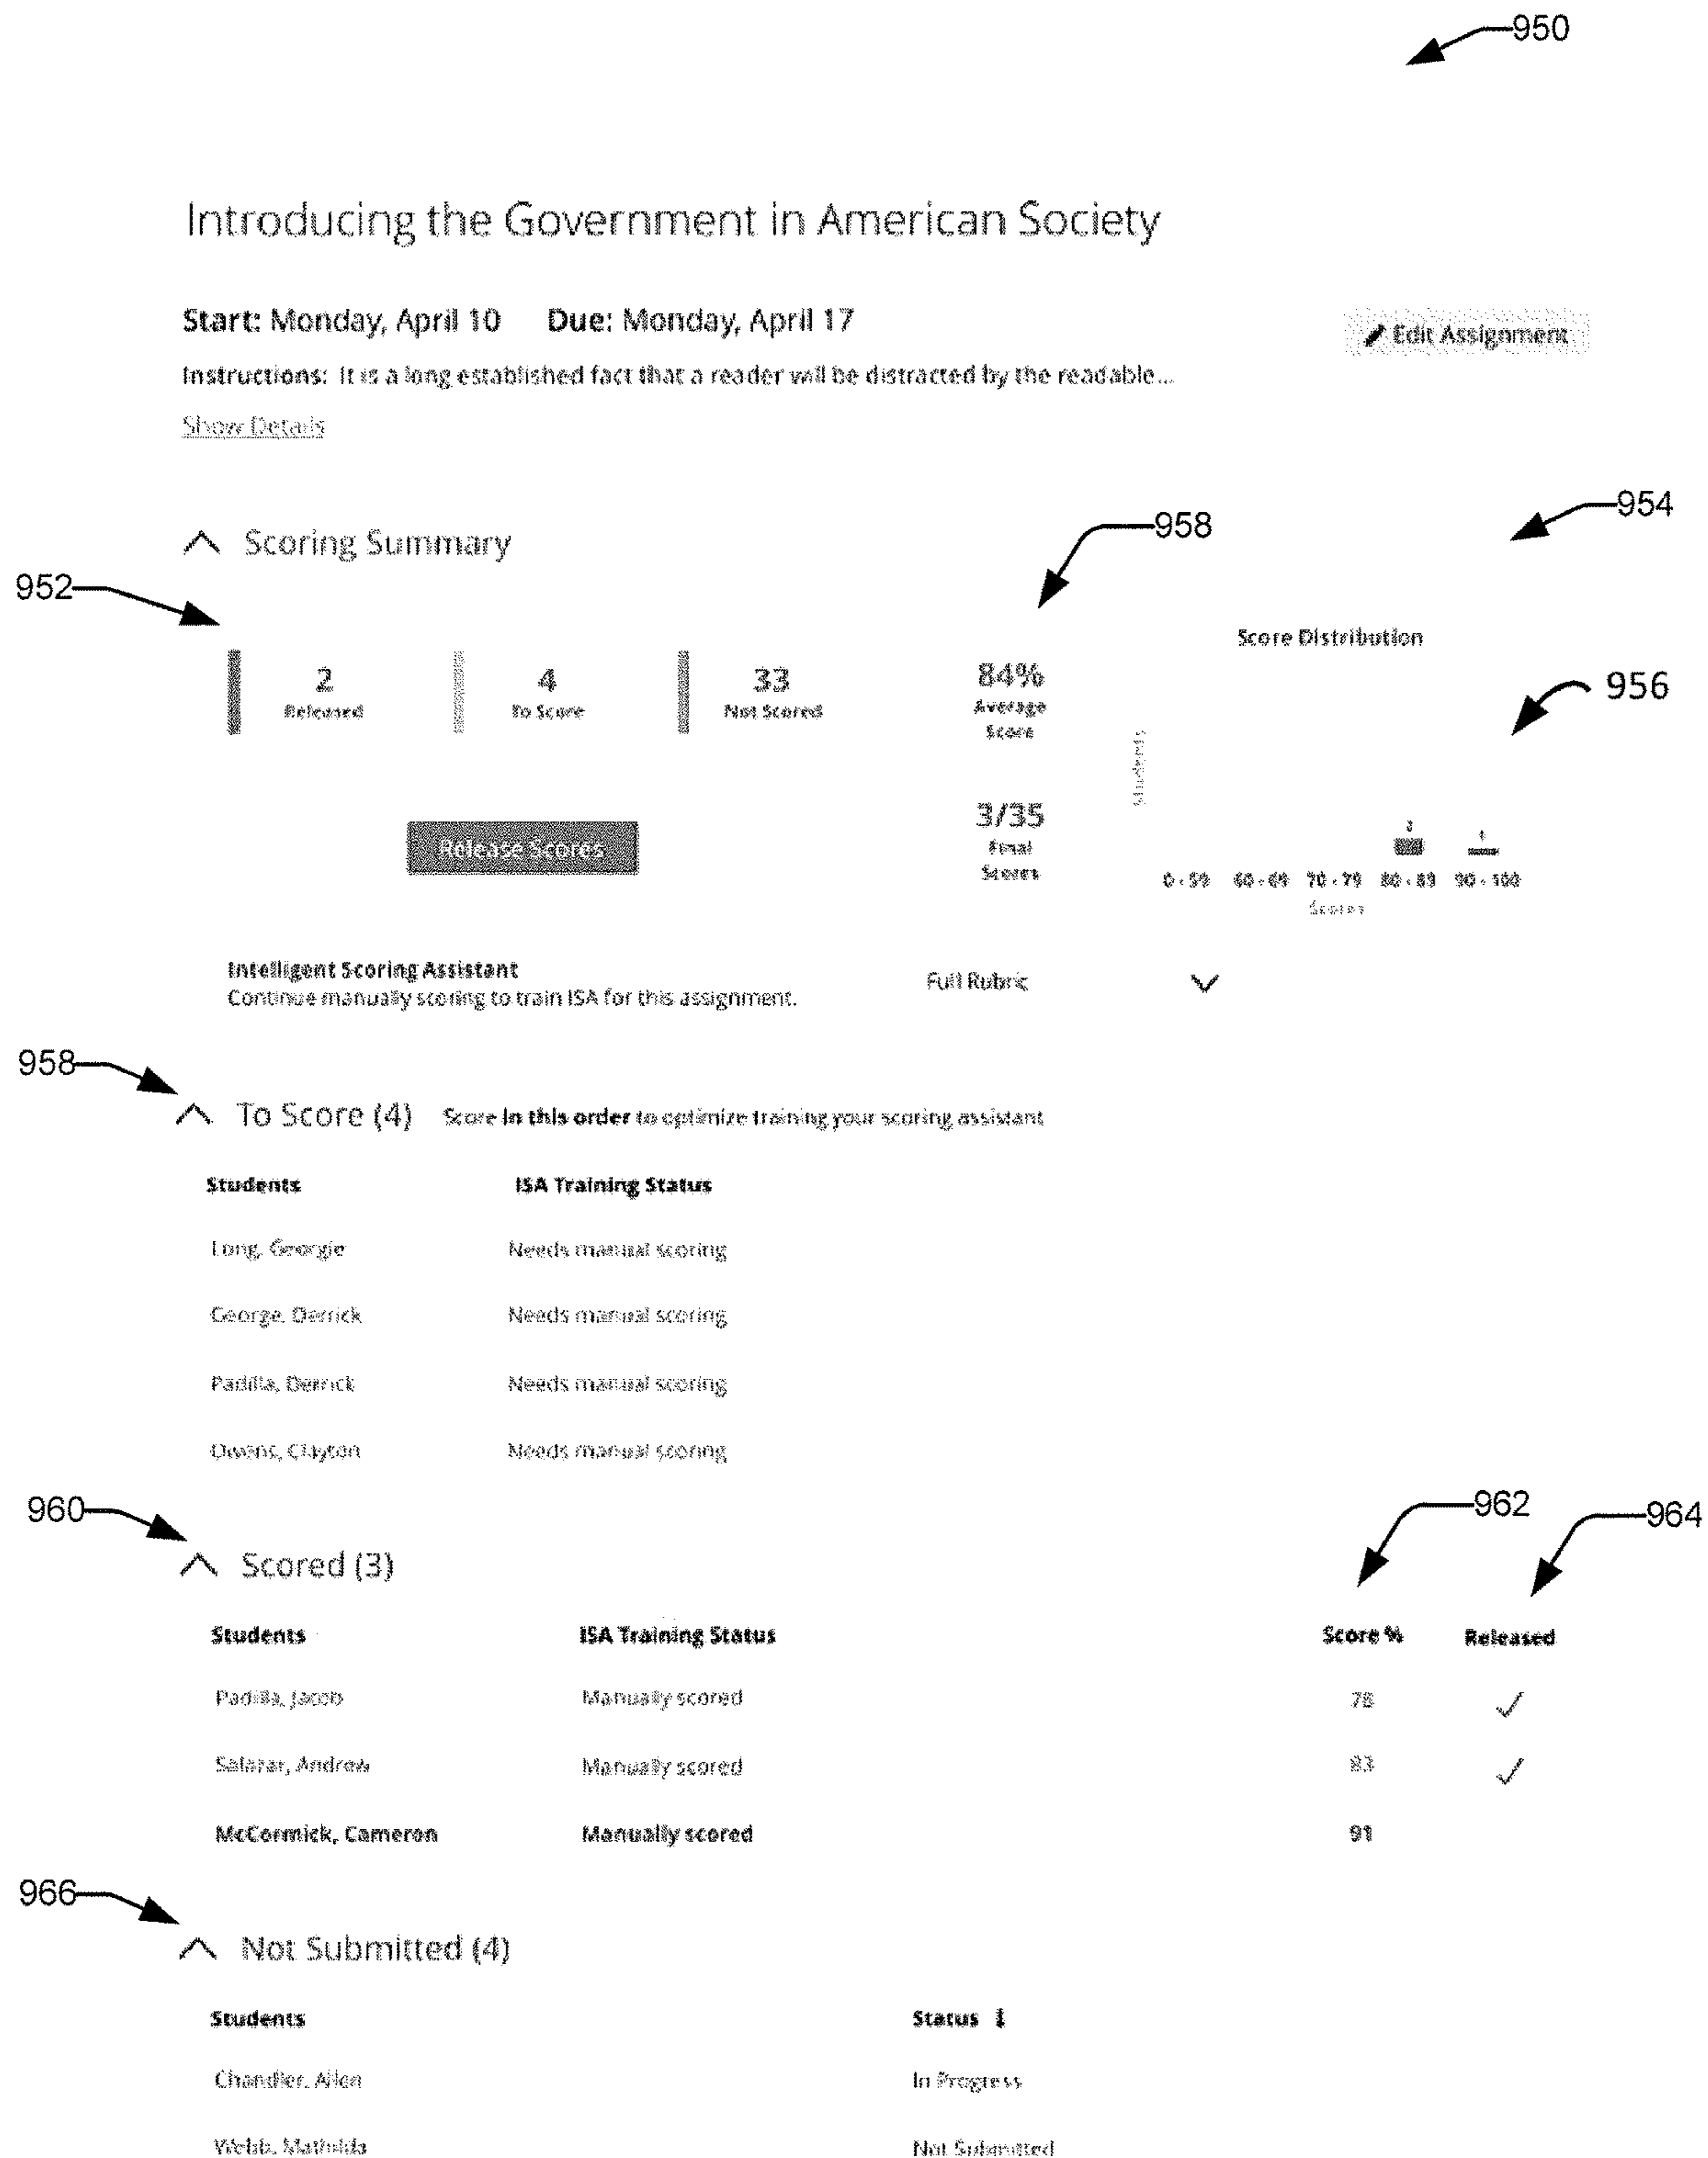 950
Introducing the Government in American Society
Start: Monday, April 10 Due: Monday, April 17
Edit Assignment
Instructions: It is a long established fact that a reader will be distracted by the readable...
Show Details
954
958
Scoring Summary
952
Score Distribution
956
2
Released
4
To Score
33
Not Scored
84%
Average
Score
Students
Release Scores
3/35
Final
Scores
2
1
0 - 59 60 - 69 70 - 79 80 - 89 90 - 100
Scores
Intelligent Scoring Assistant
Continue manually scoring to train ISA for this assignment.
Full Rubric
958
To Score (4) Score in this order to optimize training your scoring assistant
Students ISA Training Status
Long, Georgie Needs manual scoring
George, Derrick Needs manual scoring
Padilla, Derrick Needs manual scoring
Owens, Clayton Needs manual scoring
960
962
964
Scored (3)
Students ISA Training Status Score % Released
Padilla, Jacob Manually scored 78 ✓
Salazar, Andrew Manually scored 83 ✓
McCormick, Cameron Manually scored 91
966
Not Submitted (4)
Students Status
Chandler, Allen In Progress
Webb, Mathilda Not Submitted